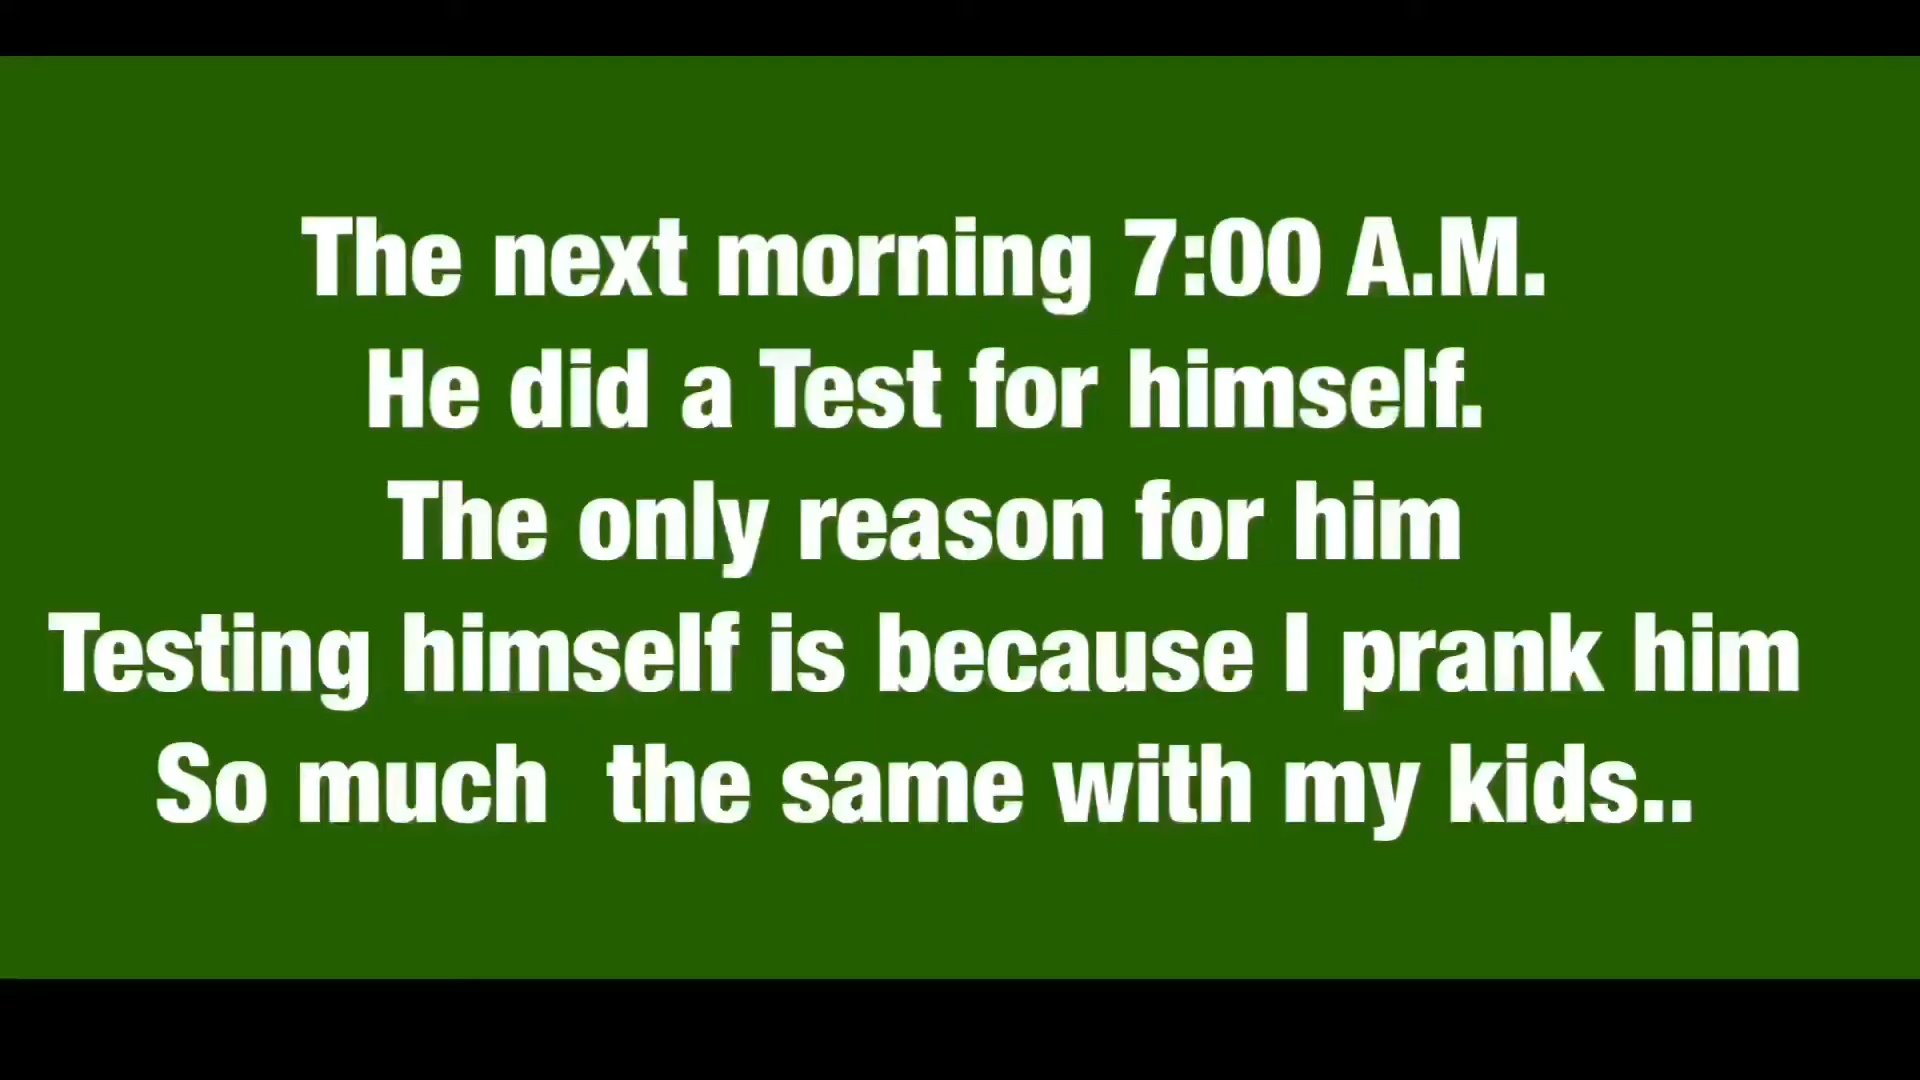 The next morning 7:00 A.M.
He did a Test for himself.
The only reason for him
Testing himself is because I prank him
So much  the same with my kids..